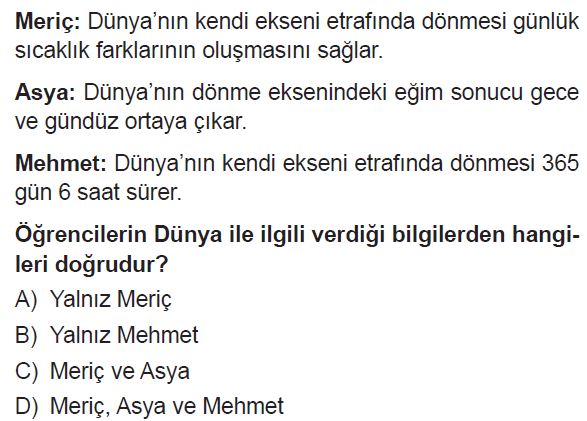 Meriç: Dünya’nın kendi ekseni etrafında dönmesi günlük
sıcaklık farklarının oluşmasını sağlar.
Asya: Dünya’nın dönme eksenindeki eğim sonucu gece
ve gündüz ortaya çıkar.
Mehmet: Dünya’nın kendi ekseni etrafında dönmesi 365
gün 6 saat sürer.
Öğrencilerin Dünya ile ilgili verdiği bilgilerden hangi-
leri doğrudur?
A) Yalnız Meriç
B) Yalnız Mehmet
C) Meriç ve Asya
D) Meriç, Asya ve Mehmet